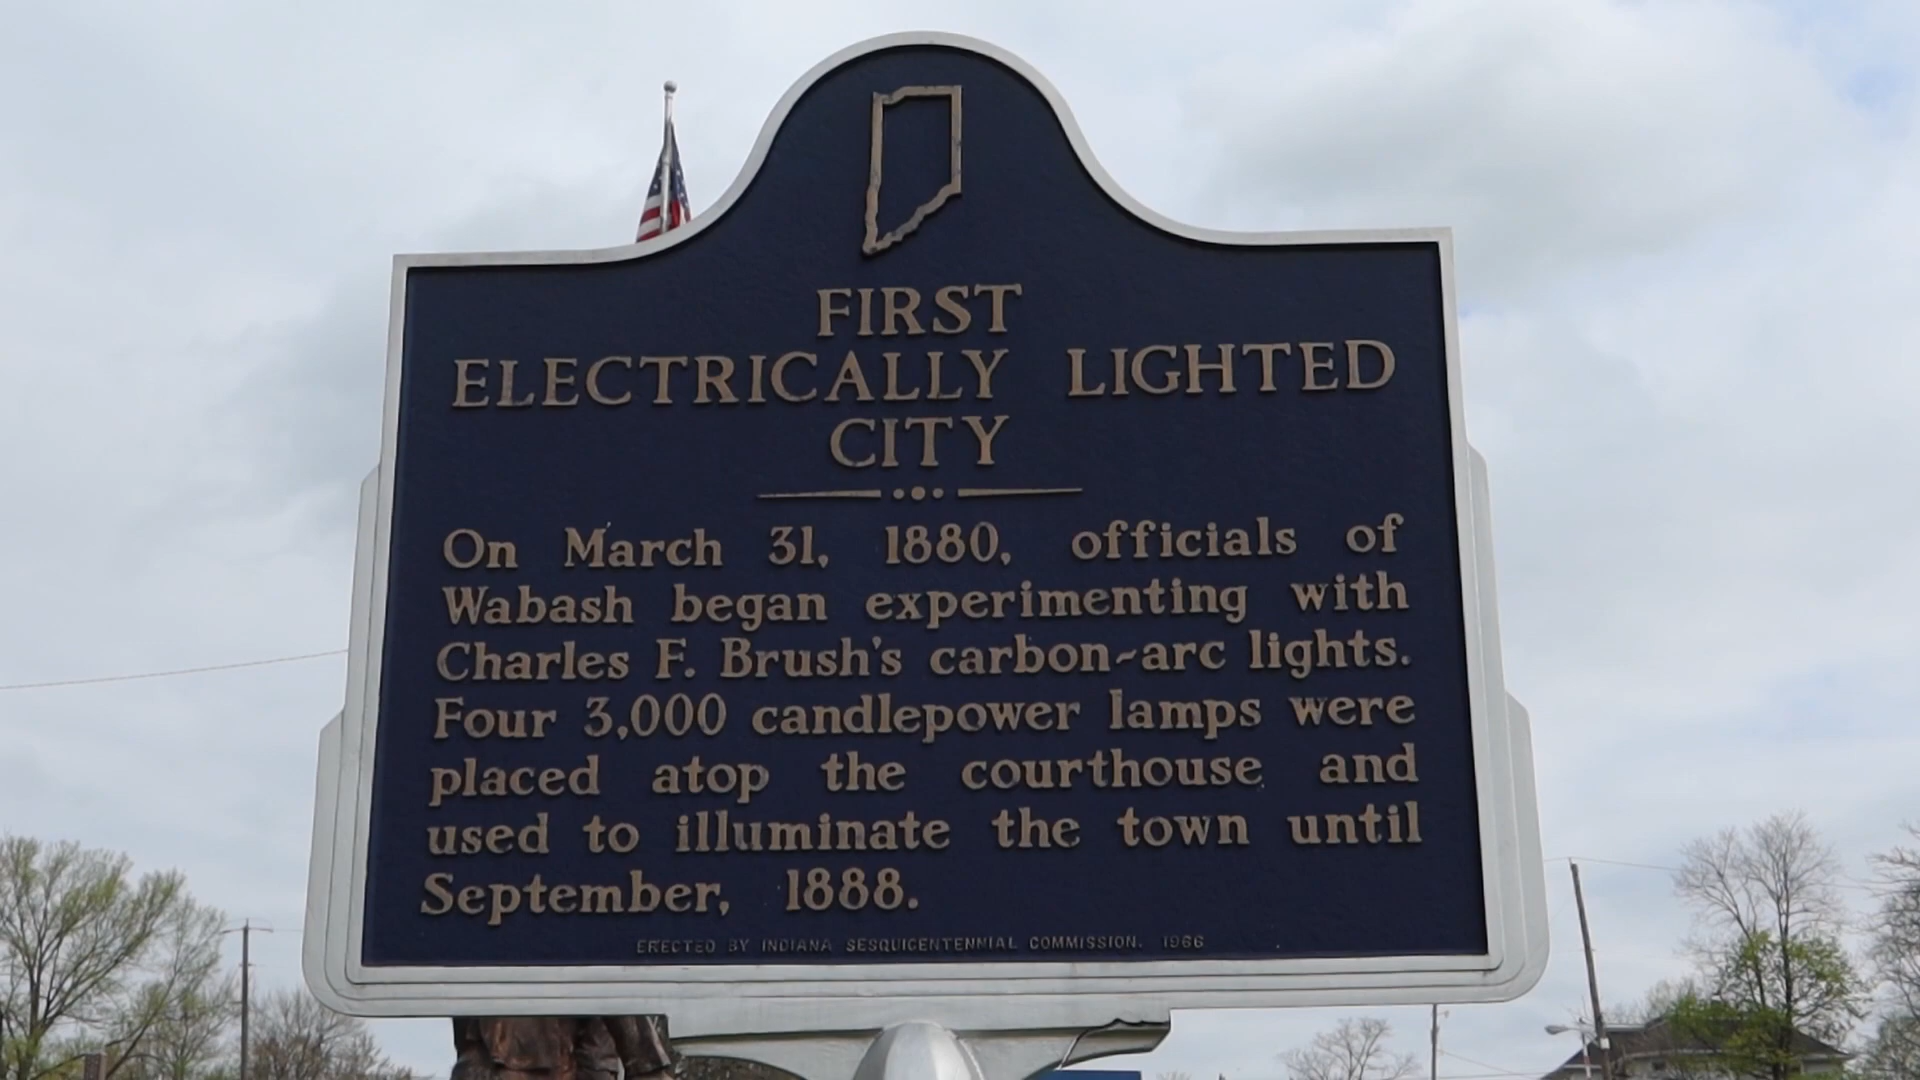 FIRST
ELECTRICALLY LIGHTED
CITY
On March 31, 1880, officials of
Wabash began experimenting with
Charles F. Brush's carbon-arc lights.
Four 3,000 candlepower lamps were
placed atop the courthouse and
used to illuminate the town until
September, 1888.
ERECTED BY INDIANA SESQUICENTENNIAL COMMISSION. 1966